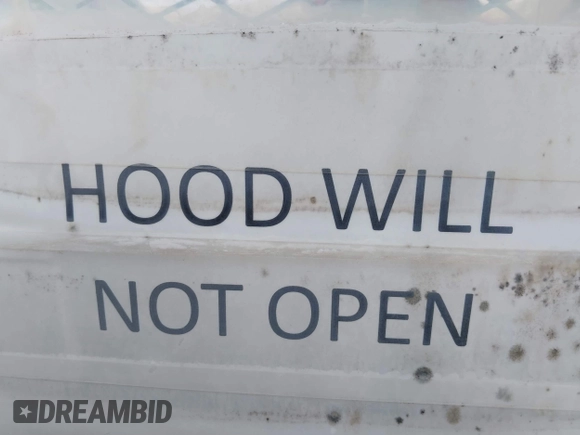 HOOD WILL
NOT OPEN
DREAMBID